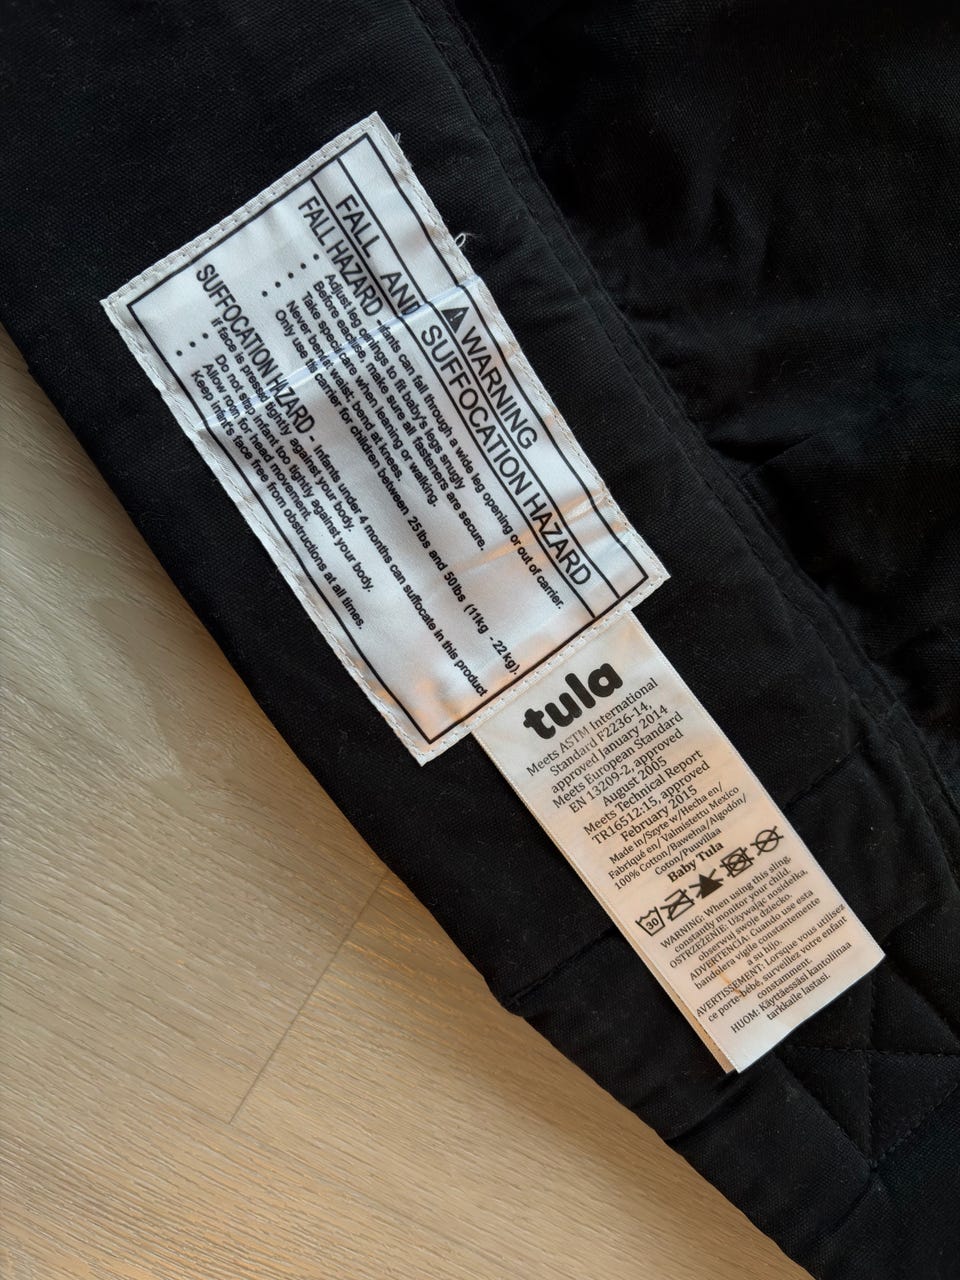 WARNING
FALL AND SUFFOCATION HAZARD
FALL HAZARD - Infants can fall through a wide leg opening or out of carrier.
• Adjust leg openings to fit baby's legs snugly
• Before each use, make sure all fasteners are secure.
• Take special care when leaning or walking.
• Never bend at waist; bend at knees.
• Only use this carrier for children between 25lbs and 50lbs (11kg - 22 kg).
SUFFOCATION HAZARD - Infants under 4 months can suffocate in this product
if face is pressed tightly against your body.
• Do not strap infant too tightly against your body.
• Allow room for head movement.
• Keep infant's face free from obstructions at all times.
tula
Meets ASTM International
Standard F2236-14,
approved January 2014
Meets European Standard
EN 13209-2, approved
August 2005
Meets Technical Report
TR16512:15, approved
February 2015
Made in/Szyte w/Hecha en/
Fabriqué en/ Valmistettu Mexico
100% Cotton/Bawełna/Algodón/
Coton/Puuvillaa
Baby Tula
30
WARNING: When using this sling,
constantly monitor your child.
OSTRZEŻENIE: Używając nosidełka,
obserwuj swoje dziecko.
ADVERTENCIA: Cuando use esta
bandolera vigile constantemente
a su hijo.
AVERTISSEMENT: Lorsque vous utilisez
ce porte-bébé, surveillez votre enfant
constamment.
HUOM: Käyttäessäsi kantoliinaa
tarkkaile lastasi.